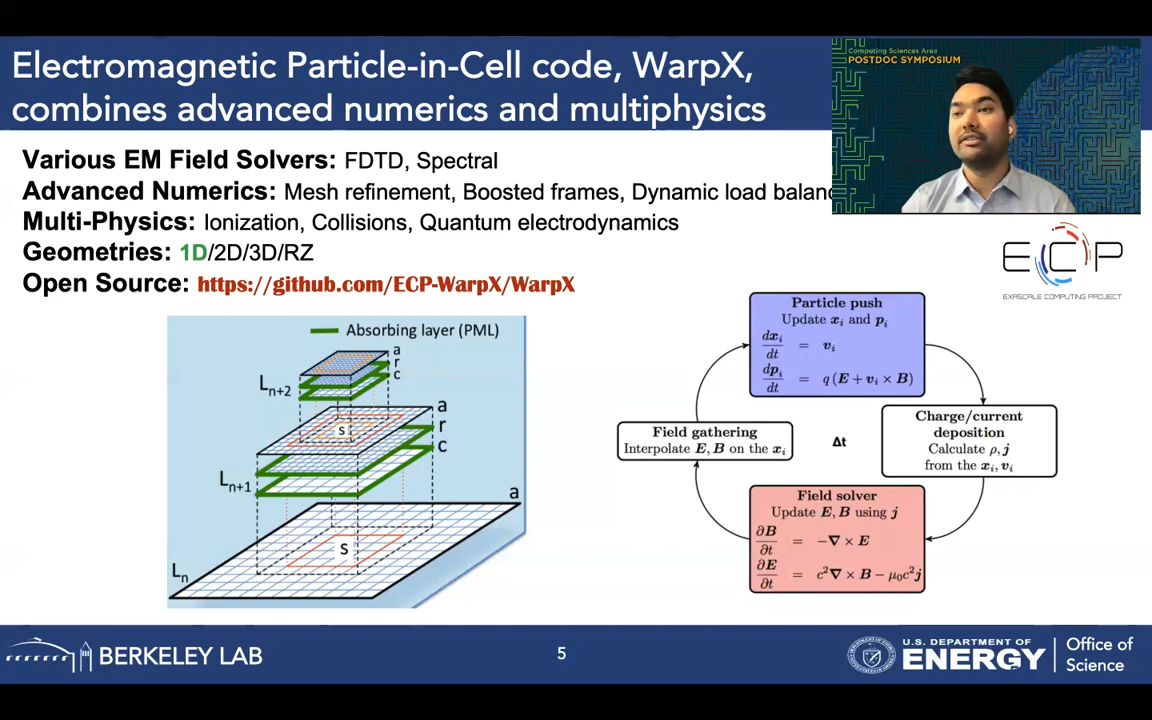 Electromagnetic Particle-in-Cell code, WarpX,
combines advanced numerics and multiphysics
Computing Sciences Area
POSTDOC SYMPOSIUM
Various EM Field Solvers: FDTD, Spectral
Advanced Numerics: Mesh refinement, Boosted frames, Dynamic load
Multi-Physics: Ionization, Collisions, Quantum electrodynamics
Geometries: 1D/2D/3D/RZ
Open Source: https://github.com/ECP-WarpX/WarpX
ECP
EXASCALE COMPUTING PROJECT
Absorbing layer (PML)
a
r
c
Ln+2
s
a
r
c
Ln+1
a
s
Ln
Particle push
Update xi and pi
dxi/dt = vi
dpi/dt = q(E + vi × B)
Charge/current
deposition
Calculate ρ, j
from the xi, vi
Field gathering
Interpolate E, B on the xi
Δt
Field solver
Update E, B using j
∂B/∂t = −∇ × E
∂E/∂t = c²∇ × B − μ₀c²j
BERKELEY LAB
5
U.S. DEPARTMENT OF
ENERGY
Office of
Science